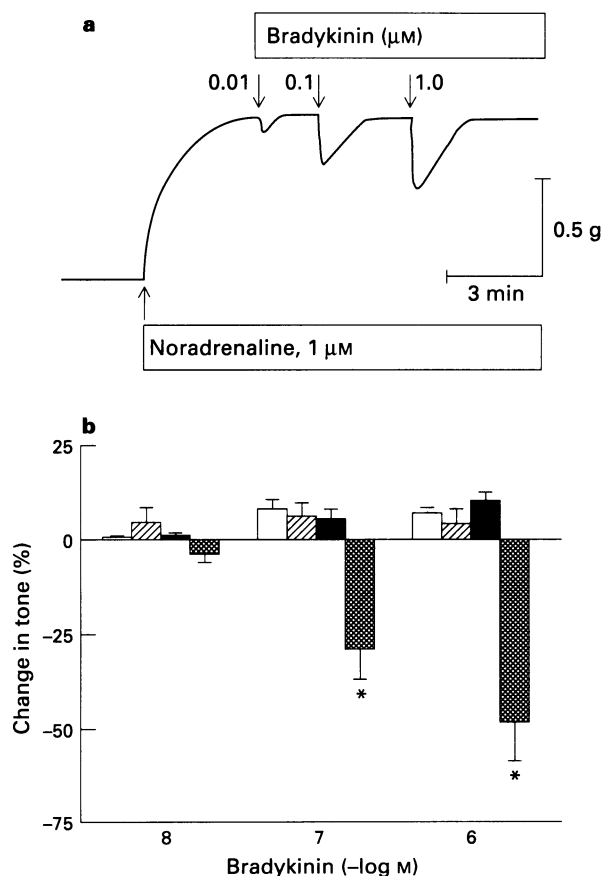 a
Bradykinin (μM)
0.01 0.1 1.0
0.5 g
3 min
Noradrenaline, 1 μM
b
25
0
−25
−50
−75
Change in tone (%)
*
*
8 7 6
Bradykinin (–log M)